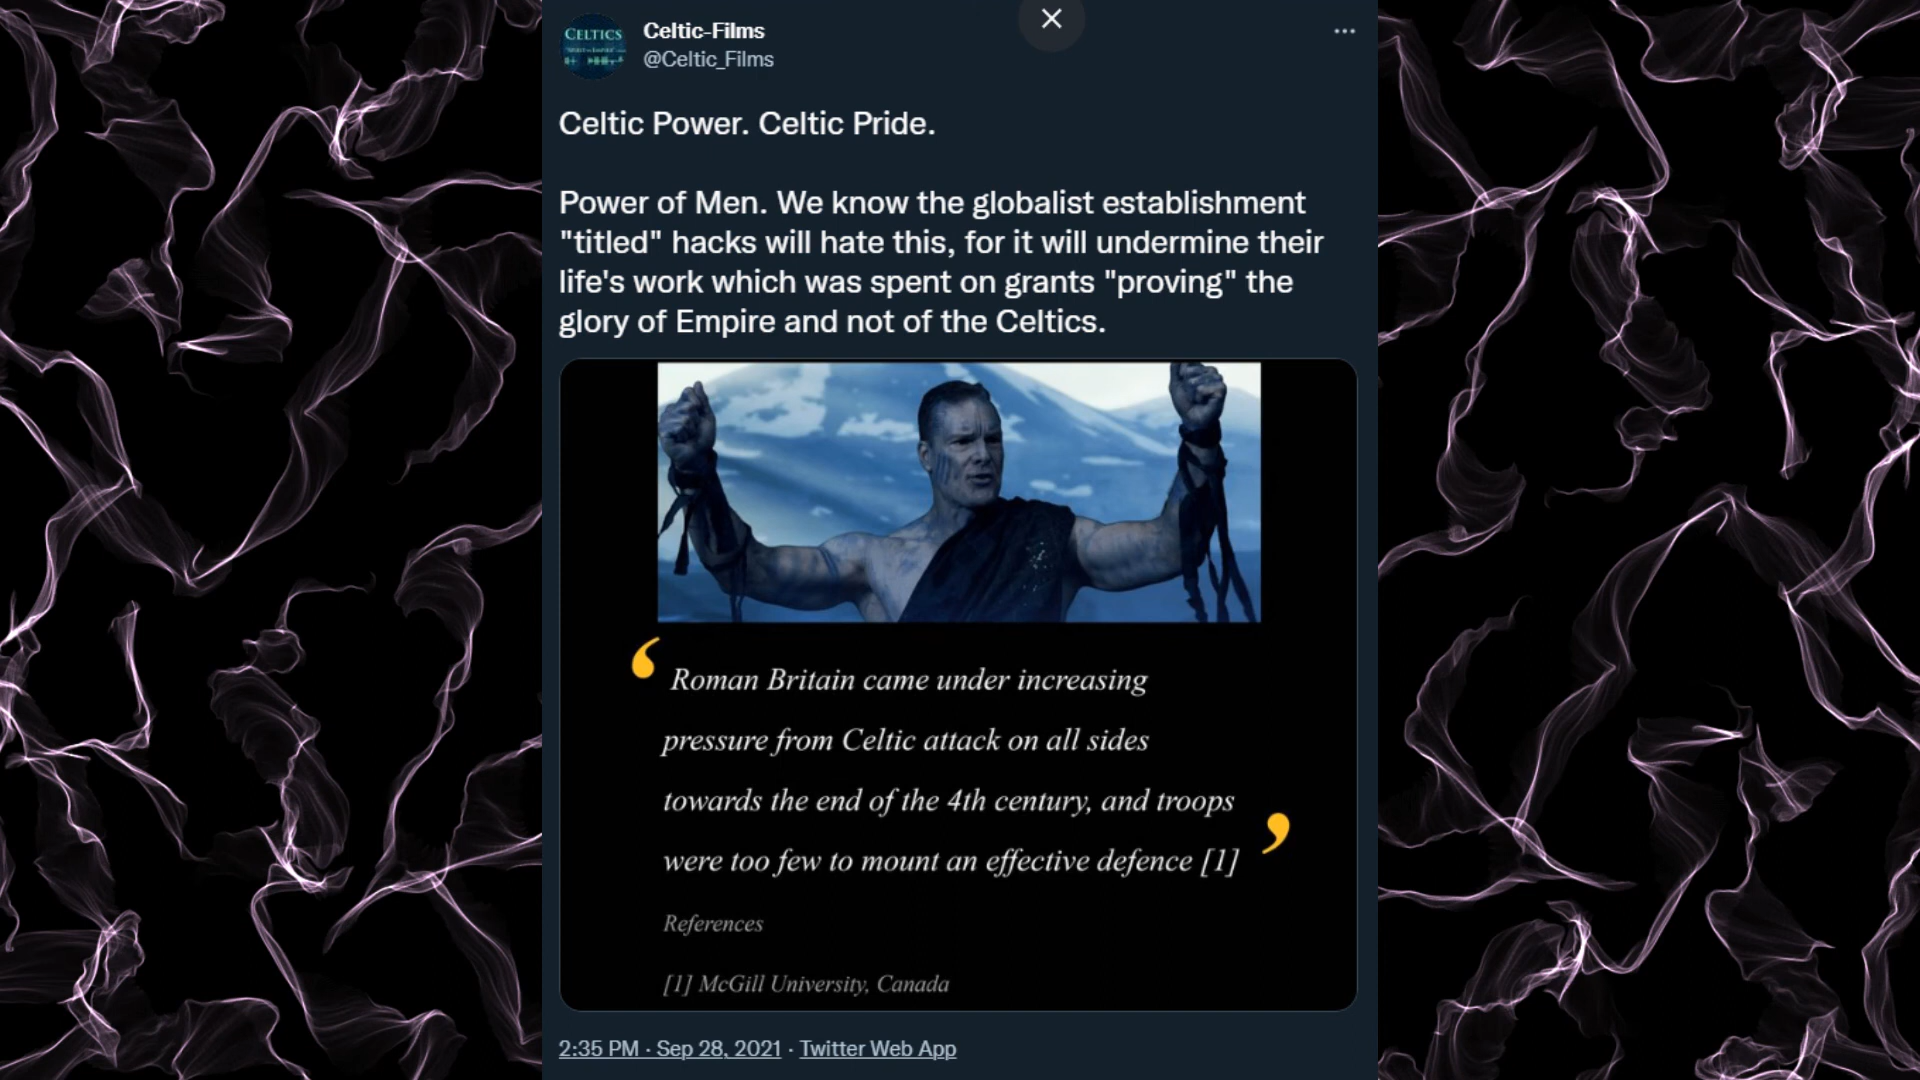 CELTICS
Celtic-Films
@Celtic_Films
Celtic Power. Celtic Pride.
Power of Men. We know the globalist establishment
"titled" hacks will hate this, for it will undermine their
life's work which was spent on grants "proving" the
glory of Empire and not of the Celtics.
‘ Roman Britain came under increasing
pressure from Celtic attack on all sides
towards the end of the 4th century, and troops
were too few to mount an effective defence [1] ’
References
[1] McGill University, Canada
2:35 PM · Sep 28, 2021 · Twitter Web App